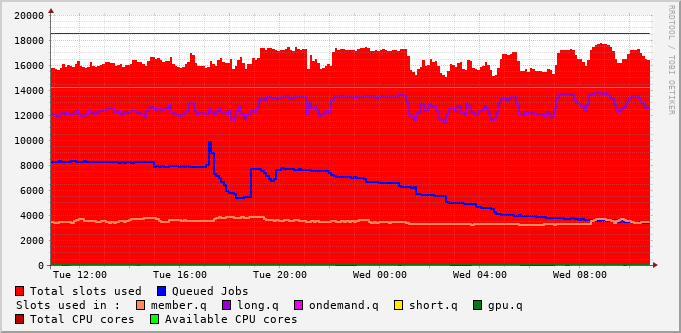 20000
18000
16000
14000
12000
10000
8000
6000
4000
2000
0
Tue 12:00 Tue 16:00 Tue 20:00 Wed 00:00 Wed 04:00 Wed 08:00
RRDTOOL / TOBI OETIKER
Total slots used Queued Jobs
Slots used in : member.q long.q ondemand.q short.q gpu.q
Total CPU cores Available CPU cores